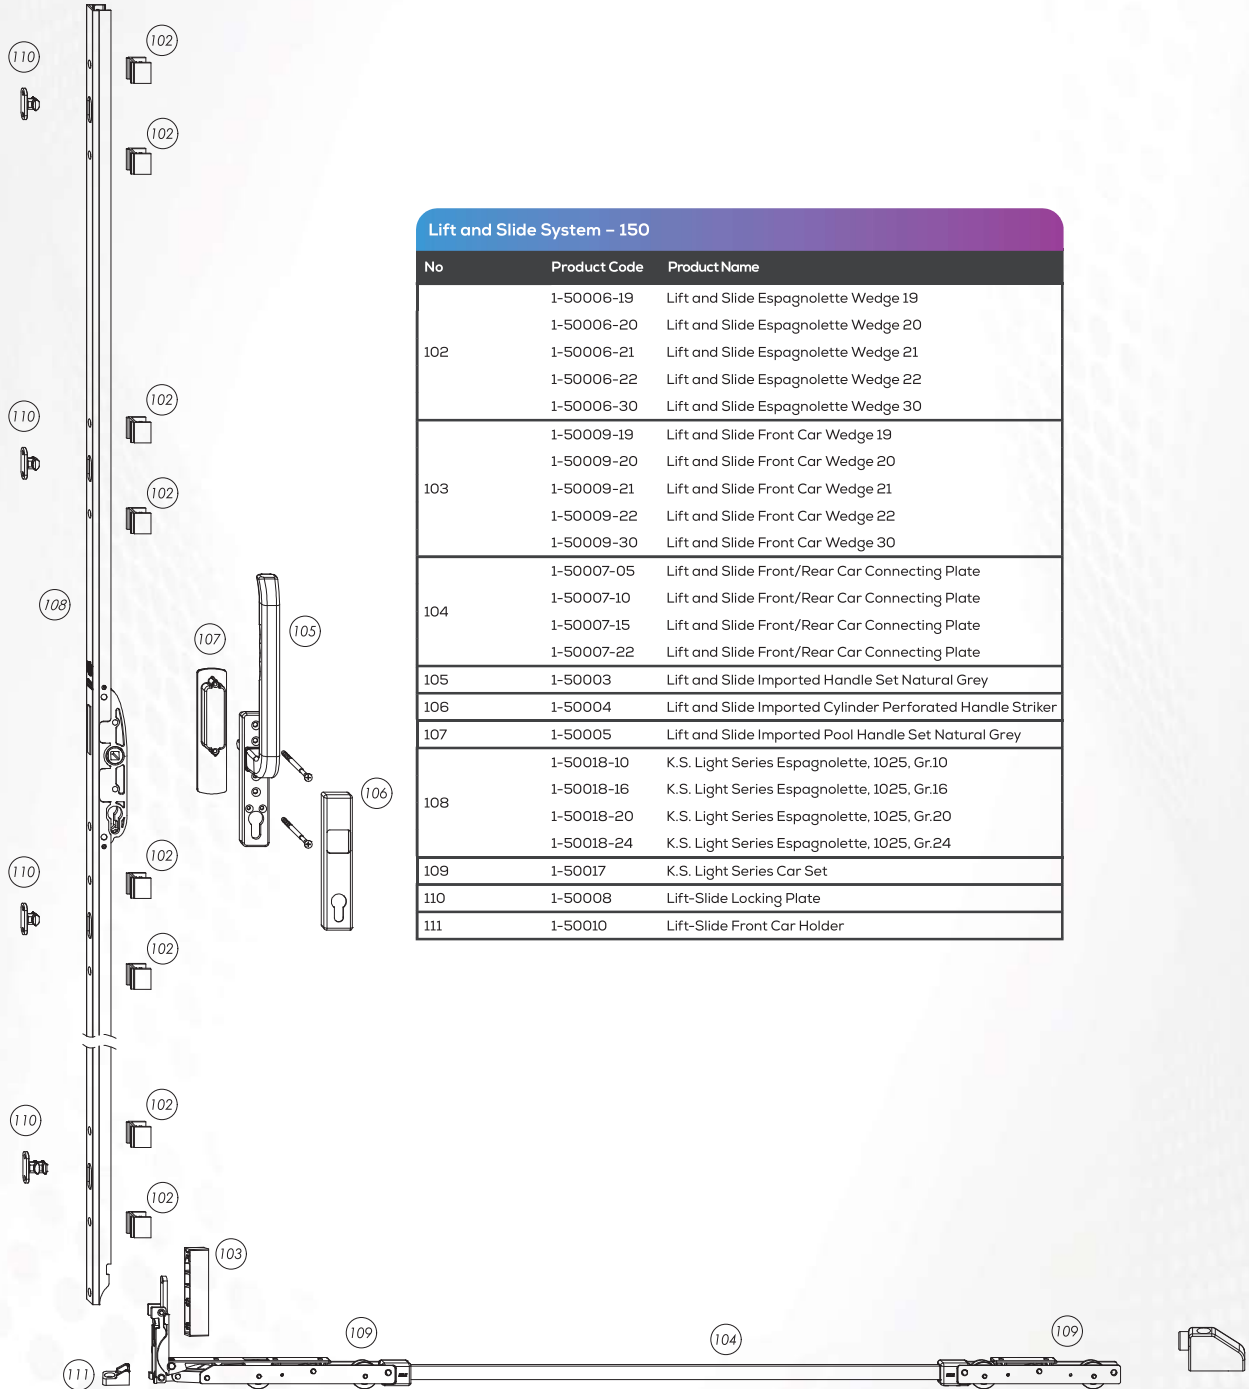 110
102
102
Lift and Slide System – 150
No Product Code Product Name
1-50006-19 Lift and Slide Espagnolette Wedge 19
1-50006-20 Lift and Slide Espagnolette Wedge 20
102 1-50006-21 Lift and Slide Espagnolette Wedge 21
1-50006-22 Lift and Slide Espagnolette Wedge 22
1-50006-30 Lift and Slide Espagnolette Wedge 30
1-50009-19 Lift and Slide Front Car Wedge 19
1-50009-20 Lift and Slide Front Car Wedge 20
103 1-50009-21 Lift and Slide Front Car Wedge 21
1-50009-22 Lift and Slide Front Car Wedge 22
1-50009-30 Lift and Slide Front Car Wedge 30
1-50007-05 Lift and Slide Front/Rear Car Connecting Plate
1-50007-10 Lift and Slide Front/Rear Car Connecting Plate
104 1-50007-15 Lift and Slide Front/Rear Car Connecting Plate
1-50007-22 Lift and Slide Front/Rear Car Connecting Plate
105 1-50003 Lift and Slide Imported Handle Set Natural Grey
106 1-50004 Lift and Slide Imported Cylinder Perforated Handle Striker
107 1-50005 Lift and Slide Imported Pool Handle Set Natural Grey
1-50018-10 K.S. Light Series Espagnolette, 1025, Gr.10
1-50018-16 K.S. Light Series Espagnolette, 1025, Gr.16
108 1-50018-20 K.S. Light Series Espagnolette, 1025, Gr.20
1-50018-24 K.S. Light Series Espagnolette, 1025, Gr.24
109 1-50017 K.S. Light Series Car Set
110 1-50008 Lift-Slide Locking Plate
111 1-50010 Lift-Slide Front Car Holder
102
110
102
108
107
105
106
102
110
102
102
110
102
103
109
104
109
111